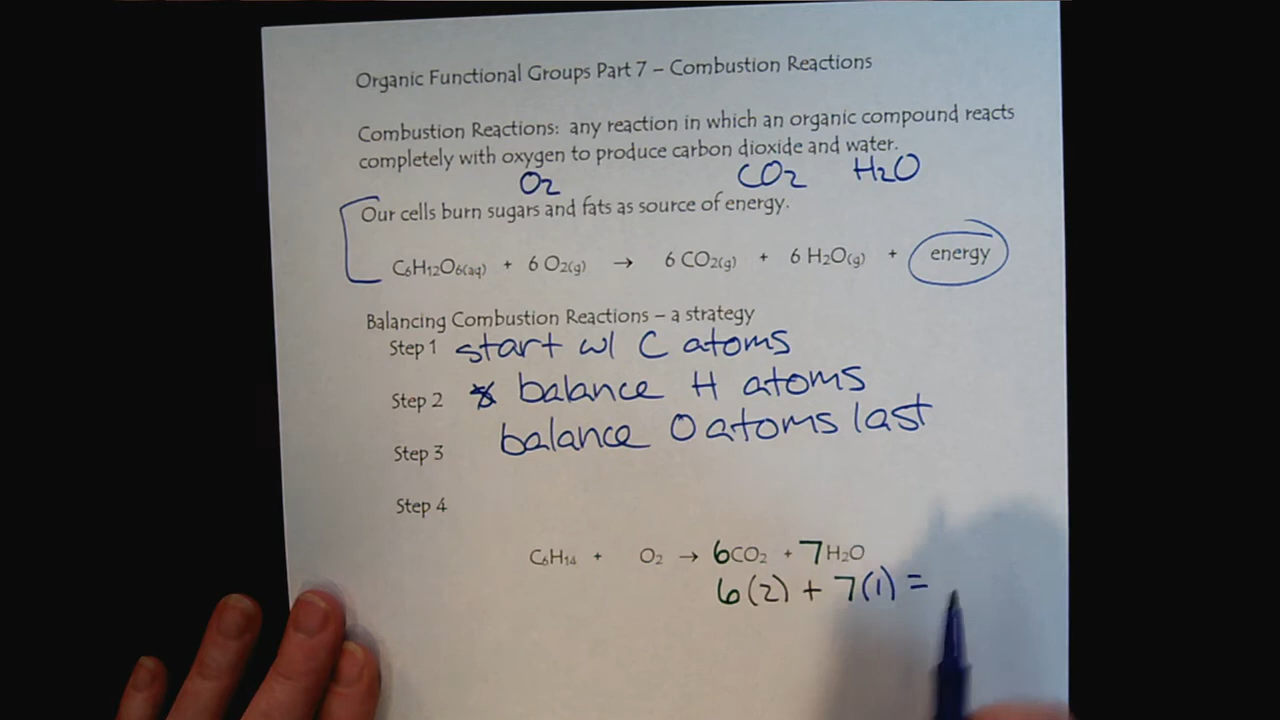 Organic Functional Groups Part 7 – Combustion Reactions
Combustion Reactions: any reaction in which an organic compound reacts
completely with oxygen to produce carbon dioxide and water.
O₂ CO₂ H₂O
Our cells burn sugars and fats as source of energy.
C₆H₁₂O₆(aq) + 6 O₂(g) → 6 CO₂(g) + 6 H₂O(g) + energy
Balancing Combustion Reactions – a strategy
Step 1 start w/ C atoms
Step 2 balance H atoms
Step 3 balance O atoms last
Step 4
C₆H₁₄ + O₂ → 6CO₂ + 7H₂O
6(2) + 7(1) =